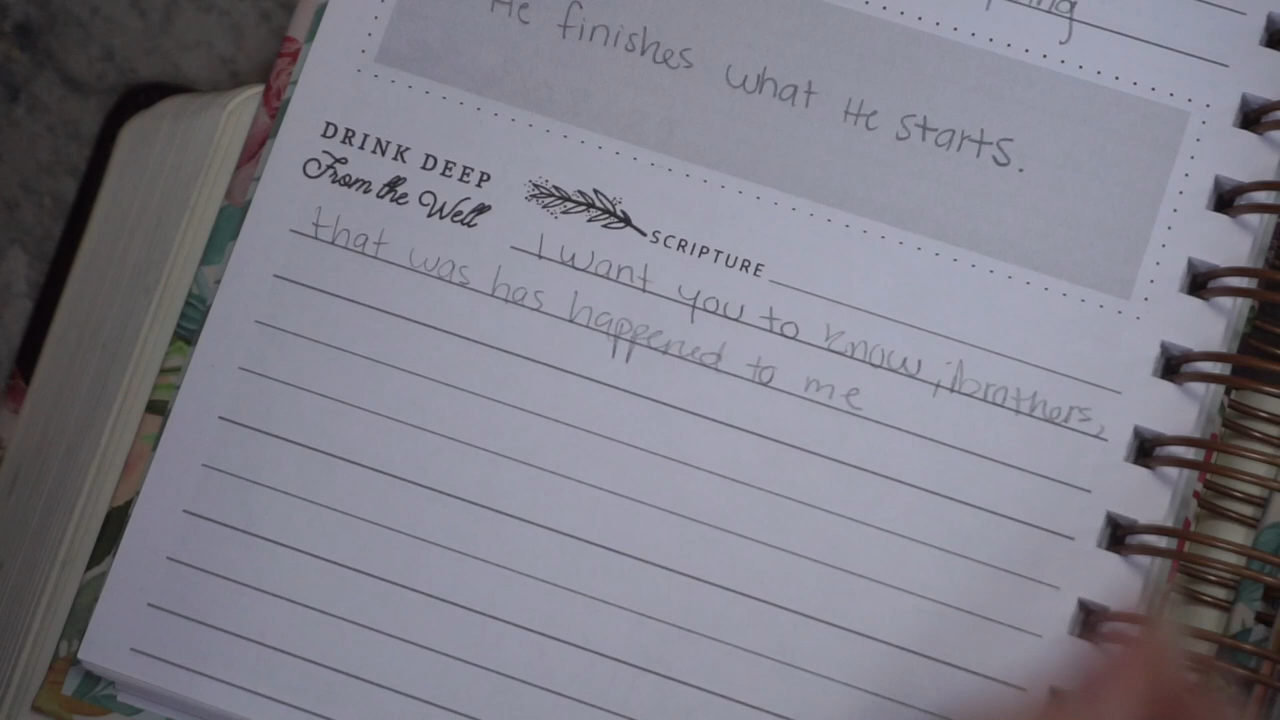 He finishes what He starts.
DRINK DEEP
From the Well
SCRIPTURE
I want you to know, brothers,
that was has happened to me